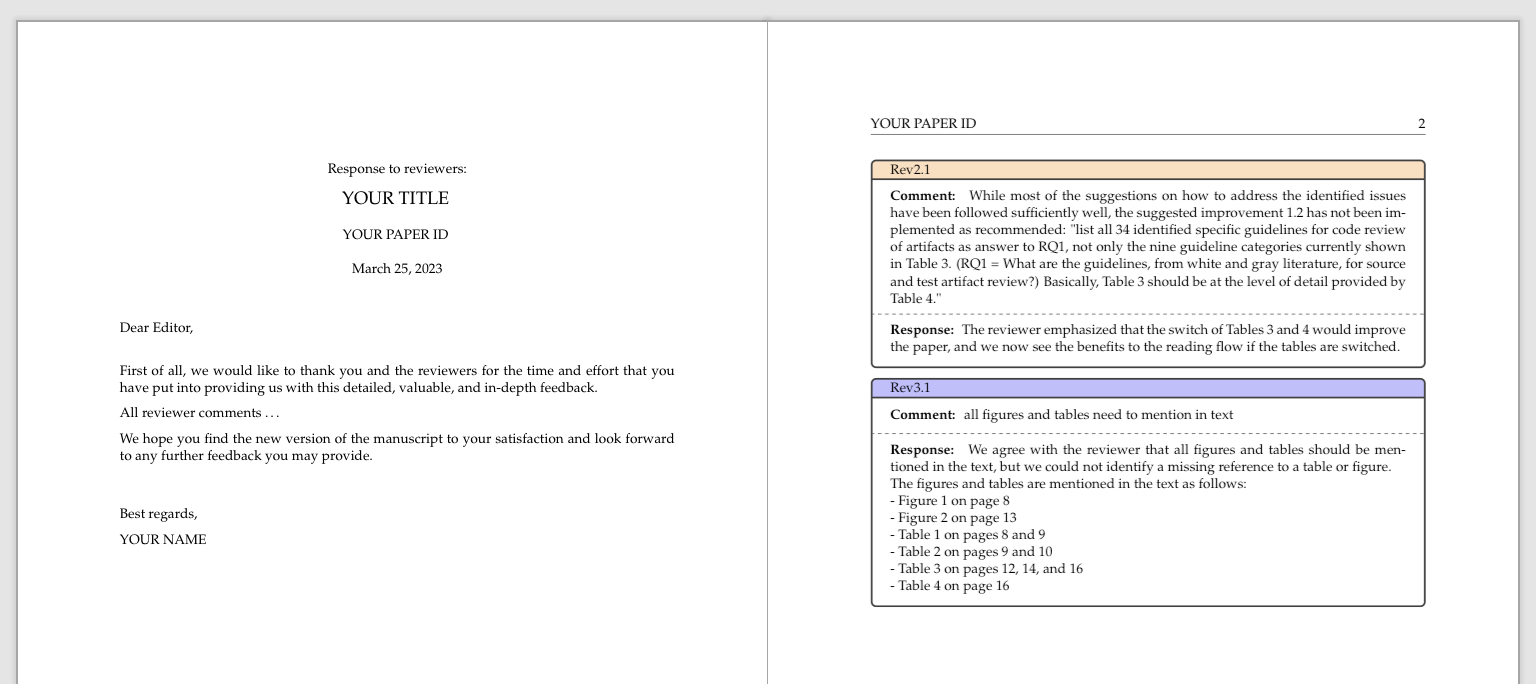 Response to reviewers:
YOUR TITLE
YOUR PAPER ID
March 25, 2023
Dear Editor,
First of all, we would like to thank you and the reviewers for the time and effort that you
have put into providing us with this detailed, valuable, and in-depth feedback.
All reviewer comments . . .
We hope you find the new version of the manuscript to your satisfaction and look forward
to any further feedback you may provide.
Best regards,
YOUR NAME
YOUR PAPER ID 2
Rev2.1
Comment: While most of the suggestions on how to address the identified issues
have been followed sufficiently well, the suggested improvement 1.2 has not been im-
plemented as recommended: "list all 34 identified specific guidelines for code review
of artifacts as answer to RQ1, not only the nine guideline categories currently shown
in Table 3. (RQ1 = What are the guidelines, from white and gray literature, for source
and test artifact review?) Basically, Table 3 should be at the level of detail provided by
Table 4."
Response: The reviewer emphasized that the switch of Tables 3 and 4 would improve
the paper, and we now see the benefits to the reading flow if the tables are switched.
Rev3.1
Comment: all figures and tables need to mention in text
Response: We agree with the reviewer that all figures and tables should be men-
tioned in the text, but we could not identify a missing reference to a table or figure.
The figures and tables are mentioned in the text as follows:
- Figure 1 on page 8
- Figure 2 on page 13
- Table 1 on pages 8 and 9
- Table 2 on pages 9 and 10
- Table 3 on pages 12, 14, and 16
- Table 4 on page 16